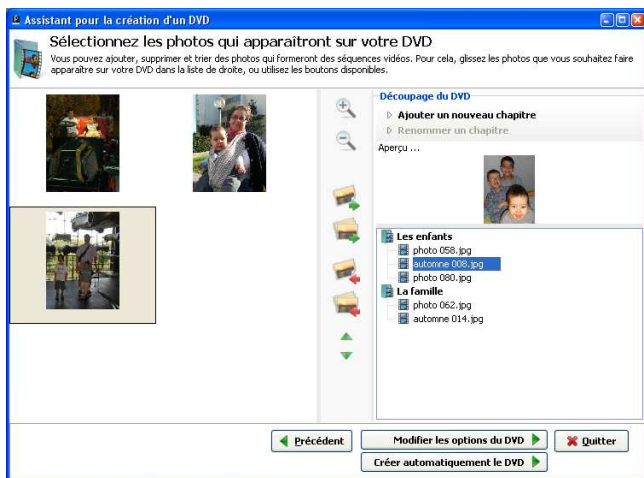 Assistant pour la création d'un DVD
Sélectionnez les photos qui apparaîtront sur votre DVD
Vous pouvez ajouter, supprimer et trier des photos qui formeront des séquences vidéos. Pour cela, glissez les photos que vous souhaitez faire
apparaître sur votre DVD dans la liste de droite, ou utilisez les boutons disponibles.
Découpage du DVD
Ajouter un nouveau chapitre
Renommer un chapitre
Aperçu ...
Les enfants
photo 058.jpg
automne 008.jpg
photo 080.jpg
La famille
photo 062.jpg
automne 014.jpg
Précédent
Modifier les options du DVD
Quitter
Créer automatiquement le DVD